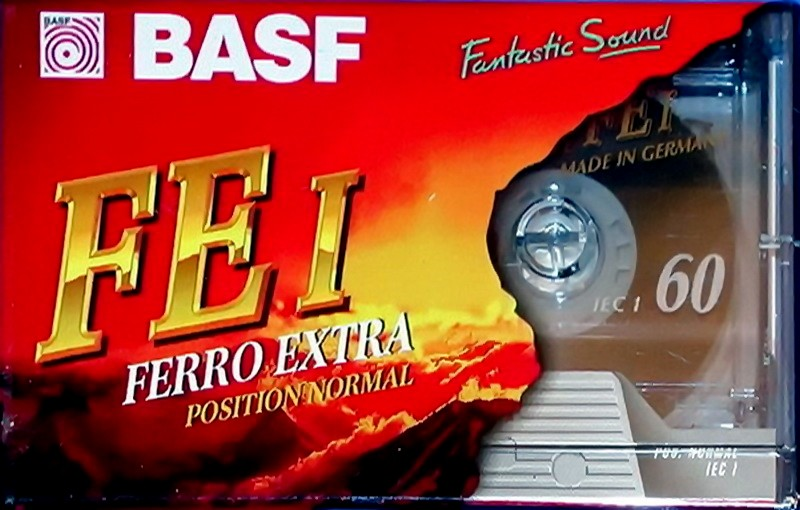 BASF
BASF
Fantastic Sound
FE I
MADE IN GERMANY
FE I
60
IEC I
FERRO EXTRA
POSITION NORMAL
POS. NORMAL
IEC I